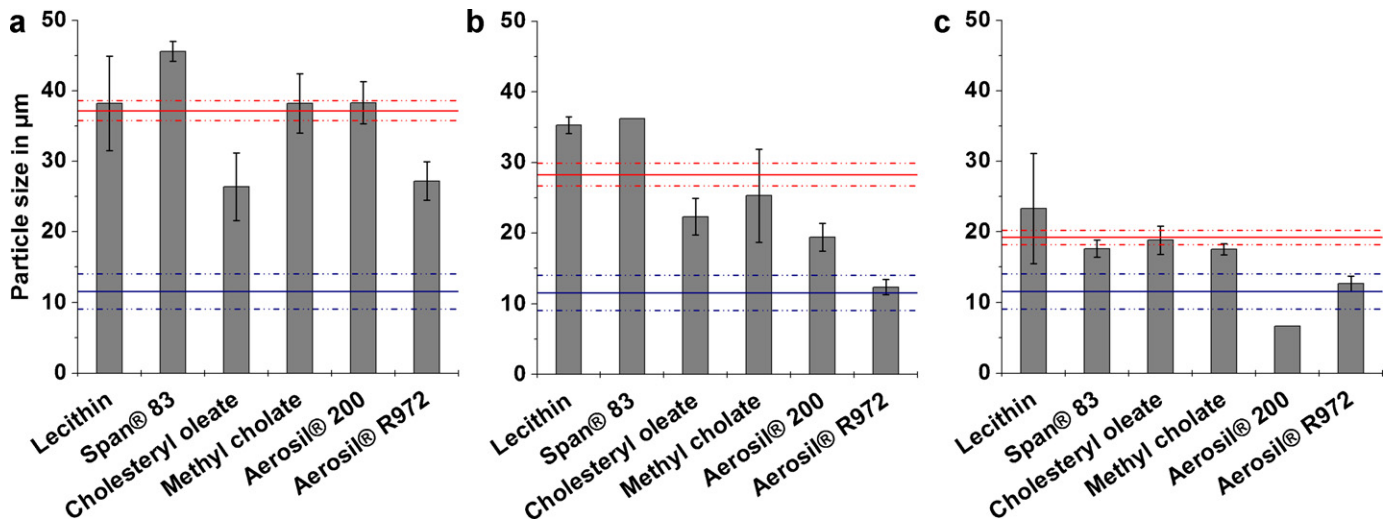 a
b
c
Particle size in μm
50
40
30
20
10
0
Lecithin
Span® 83
Cholesteryl oleate
Methyl cholate
Aerosil® 200
Aerosil® R972
50
40
30
20
10
0
Lecithin
Span® 83
Cholesteryl oleate
Methyl cholate
Aerosil® 200
Aerosil® R972
50
40
30
20
10
0
Lecithin
Span® 83
Cholesteryl oleate
Methyl cholate
Aerosil® 200
Aerosil® R972